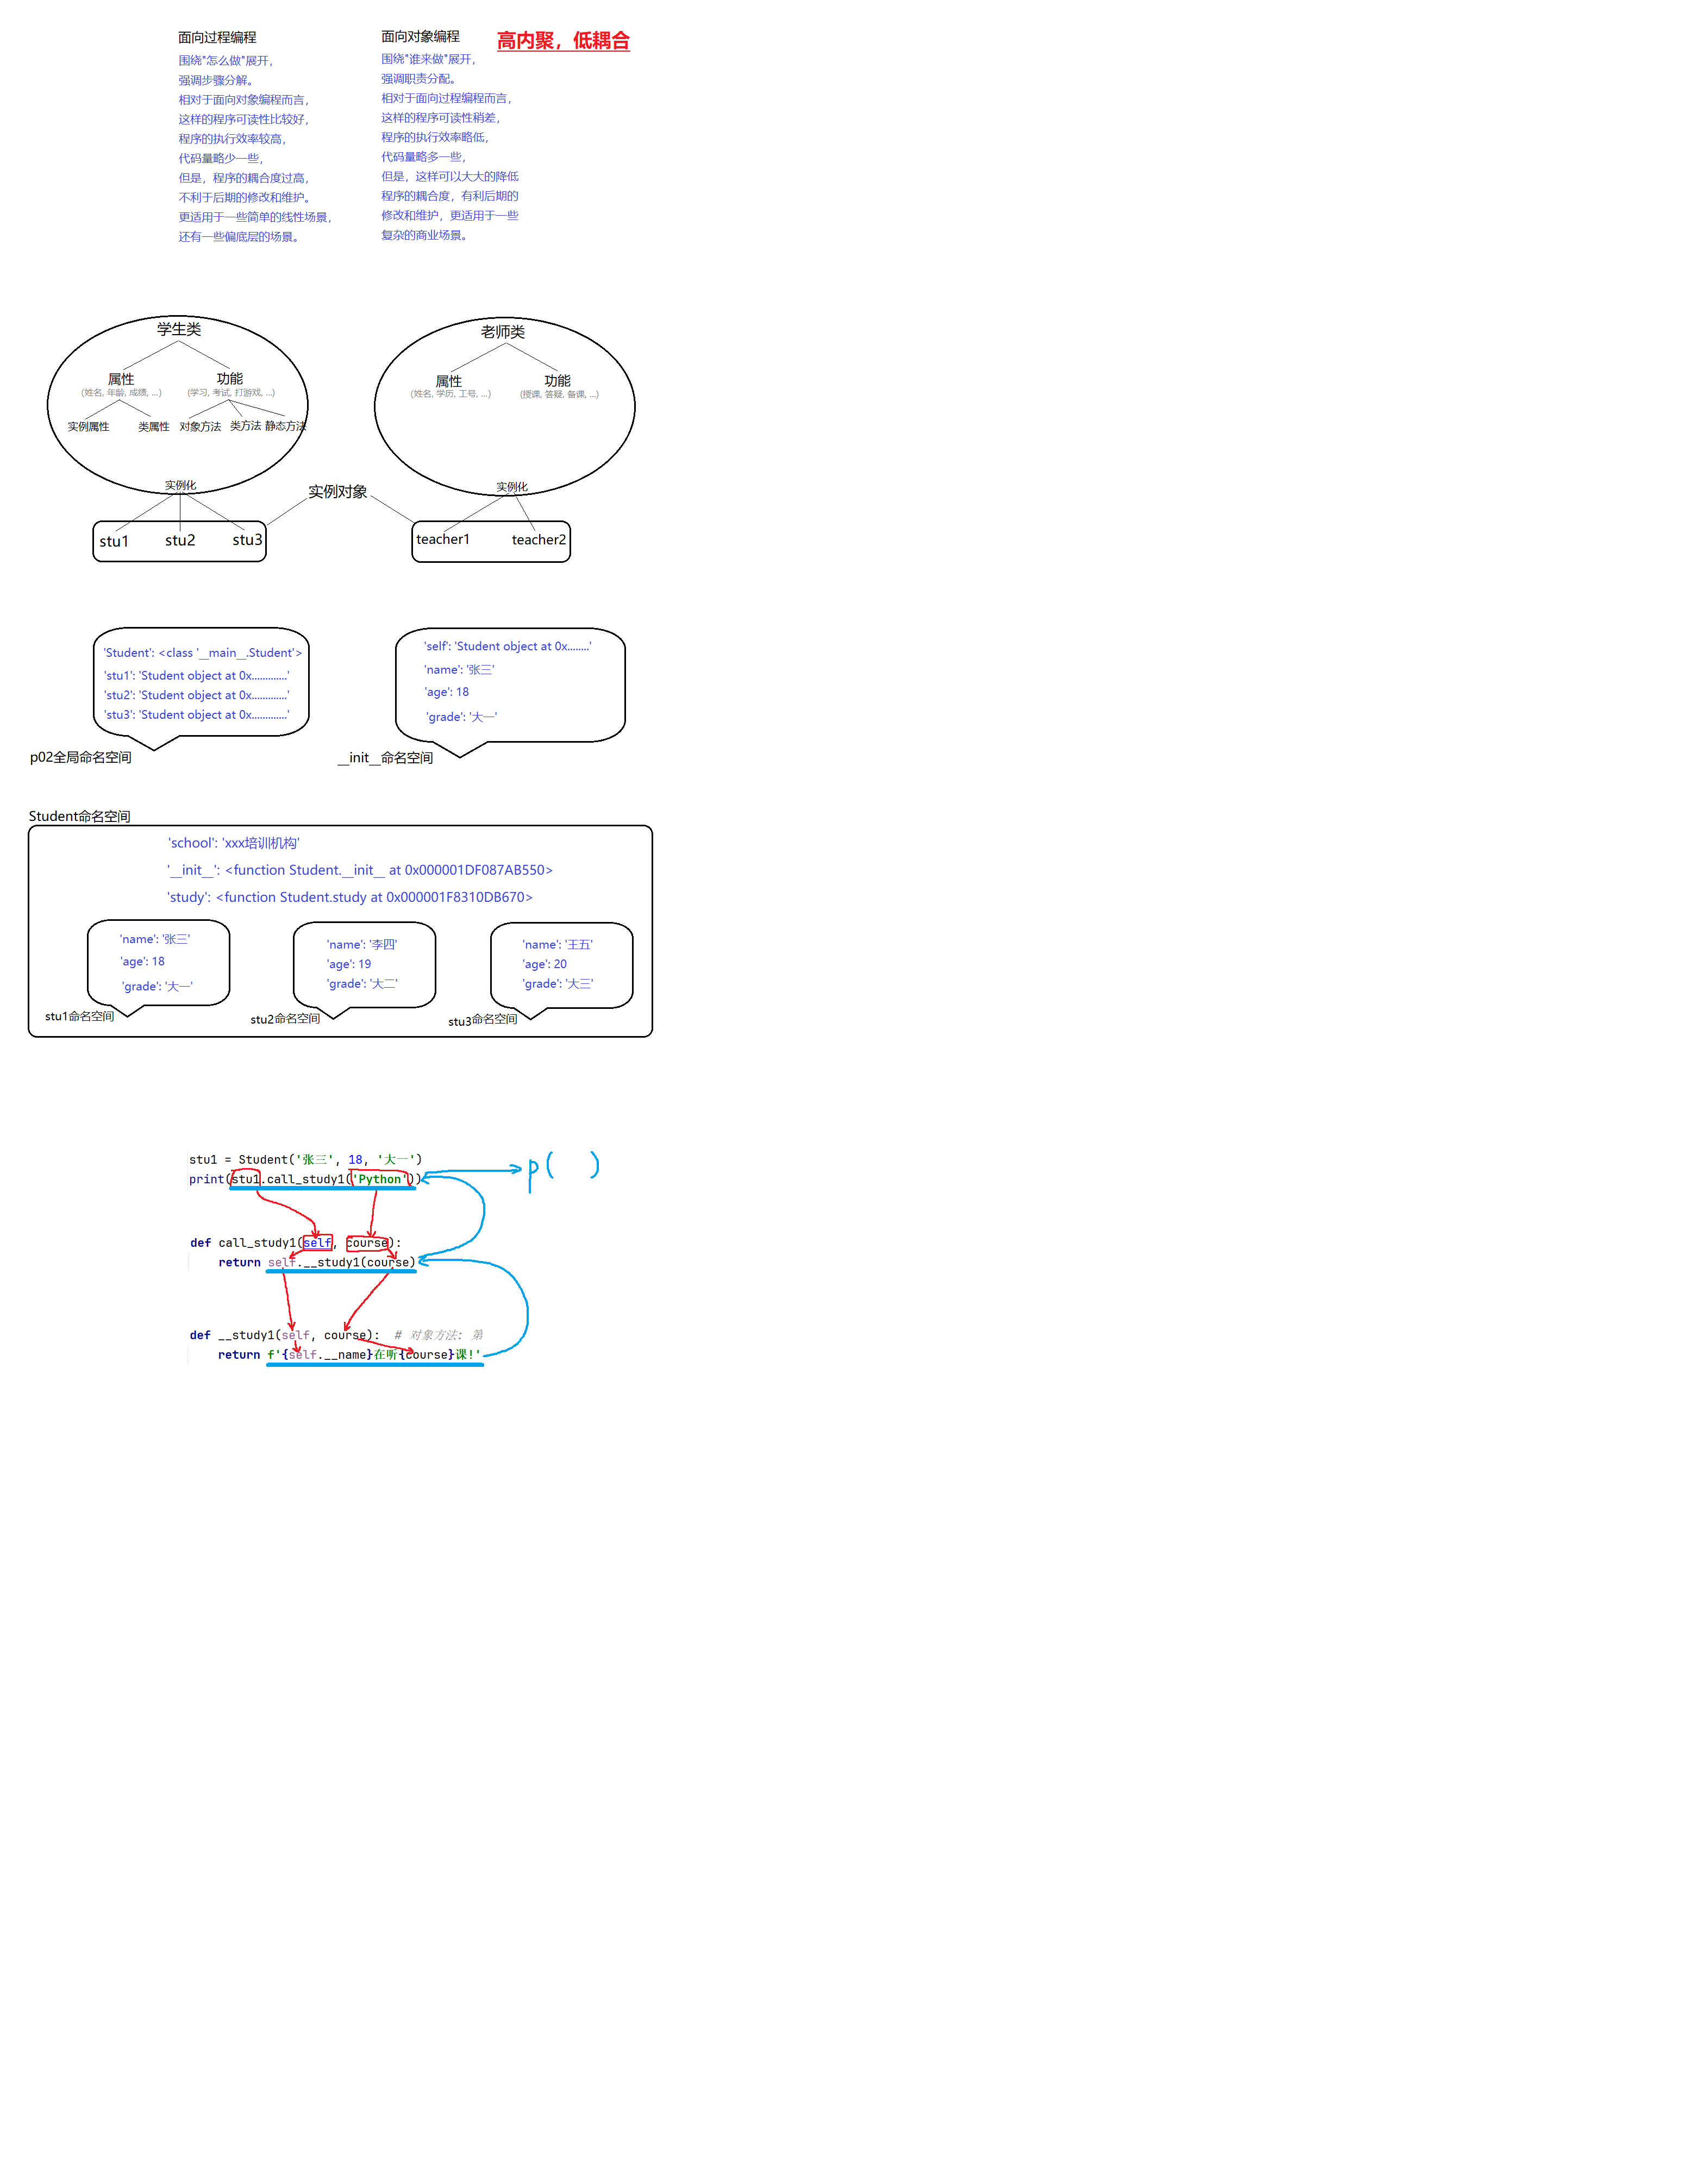 面向过程编程
围绕"怎么做"展开，
强调步骤分解。
相对于面向对象编程而言，
这样的程序可读性比较好，
程序的执行效率较高，
代码量略少一些，
但是，程序的耦合度过高，
不利于后期的修改和维护。
更适用于一些简单的线性场景，
还有一些偏底层的场景。
面向对象编程
高内聚，低耦合
围绕"谁来做"展开，
强调职责分配。
相对于面向过程编程而言，
这样的程序可读性稍差，
程序的执行效率略低，
代码量略多一些，
但是，这样可以大大的降低
程序的耦合度，有利后期的
修改和维护，更适用于一些
复杂的商业场景。
学生类
属性
功能
(姓名, 年龄, 成绩, ...)
(学习, 考试, 打游戏, ...)
实例属性
类属性
对象方法
类方法
静态方法
实例化
stu1
stu2
stu3
实例对象
老师类
属性
功能
(姓名, 学历, 工号, ...)
(授课, 答疑, 备课, ...)
实例化
teacher1
teacher2
'Student': <class '__main__.Student'>
'stu1': 'Student object at 0x.............'
'stu2': 'Student object at 0x.............'
'stu3': 'Student object at 0x.............'
p02全局命名空间
'self': 'Student object at 0x........'
'name': '张三'
'age': 18
'grade': '大一'
__init__命名空间
Student命名空间
'school': 'xxx培训机构'
'__init__': <function Student.__init__ at 0x000001DF087AB550>
'study': <function Student.study at 0x000001F8310DB670>
'name': '张三'
'age': 18
'grade': '大一'
stu1命名空间
'name': '李四'
'age': 19
'grade': '大二'
stu2命名空间
'name': '王五'
'age': 20
'grade': '大三'
stu3命名空间
stu1 = Student('张三', 18, '大一')
print(stu1.call_study1('Python'))
p( )
def call_study1(self, course):
return self.__study1(course)
def __study1(self, course):  # 对象方法: 第
return f'{self.__name}在听{course}课!'